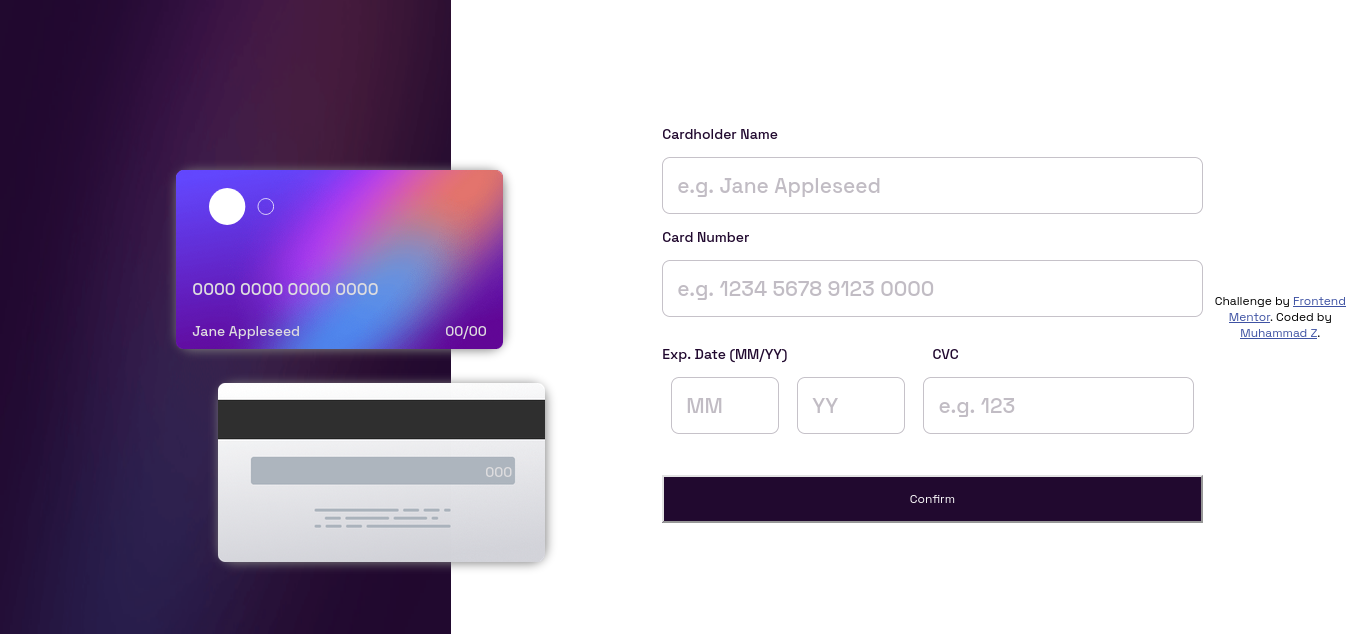 0000 0000 0000 0000
Jane Appleseed 00/00
000
Cardholder Name
e.g. Jane Appleseed
Card Number
e.g. 1234 5678 9123 0000
Exp. Date (MM/YY) CVC
MM YY e.g. 123
Confirm
Challenge by Frontend
Mentor. Coded by
Muhammad Z.